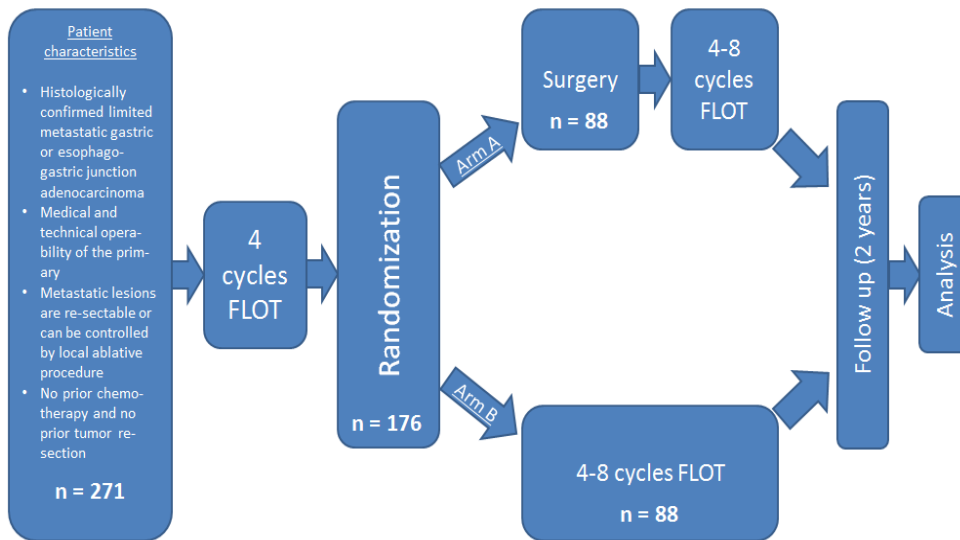 Patient
characteristics
• Histologically
confirmed limited
metastatic gastric
or esophago-
gastric junction
adenocarcinoma
• Medical and
technical opera-
bility of the prim-
ary
• Metastatic lesions
are re-sectable or
can be controlled
by local ablative
procedure
• No prior chemo-
therapy and no
prior tumor re-
section
n = 271
4
cycles
FLOT
Randomization
n = 176
Arm A
Surgery
n = 88
4-8
cycles
FLOT
Arm B
4-8 cycles FLOT
n = 88
Follow up (2 years)
Analysis